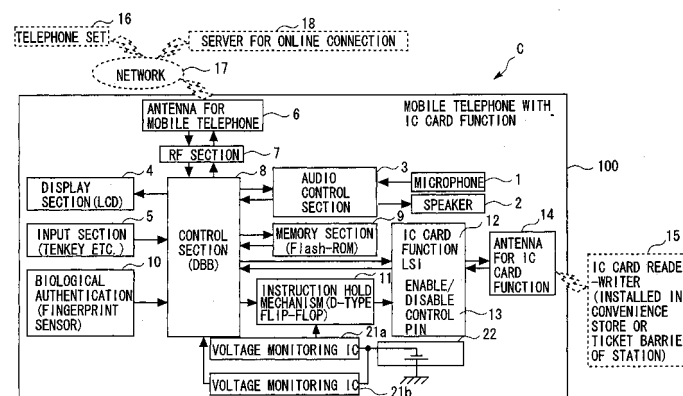 16
TELEPHONE SET
18
SERVER FOR ONLINE CONNECTION
NETWORK
17
C
ANTENNA FOR
MOBILE TELEPHONE
6
MOBILE TELEPHONE WITH
IC CARD FUNCTION
RF SECTION
7
100
4
DISPLAY
SECTION(LCD)
8
3
AUDIO
CONTROL
SECTION
MICROPHONE
1
SPEAKER
2
5
INPUT SECTION
(TENKEY ETC.)
CONTROL
SECTION
(DBB)
9
MEMORY SECTION
(Flash-ROM)
12
IC CARD
FUNCTION
LSI
ENABLE/
DISABLE
CONTROL
PIN
13
14
ANTENNA
FOR IC
CARD
FUNCTION
15
IC CARD READE
-WRITER
(INSTALLED IN
CONVENIENCE
STORE OR
TICKET BARRIE
OF STATION)
10
BIOLOGICAL
AUTHENTICATION
(FINGERPRINT
SENSOR)
11
INSTRUCTION HOLD
MECHANISM(D-TYPE
FLIP-FLOP)
21a
VOLTAGE MONITORING IC
22
VOLTAGE MONITORING IC
21b